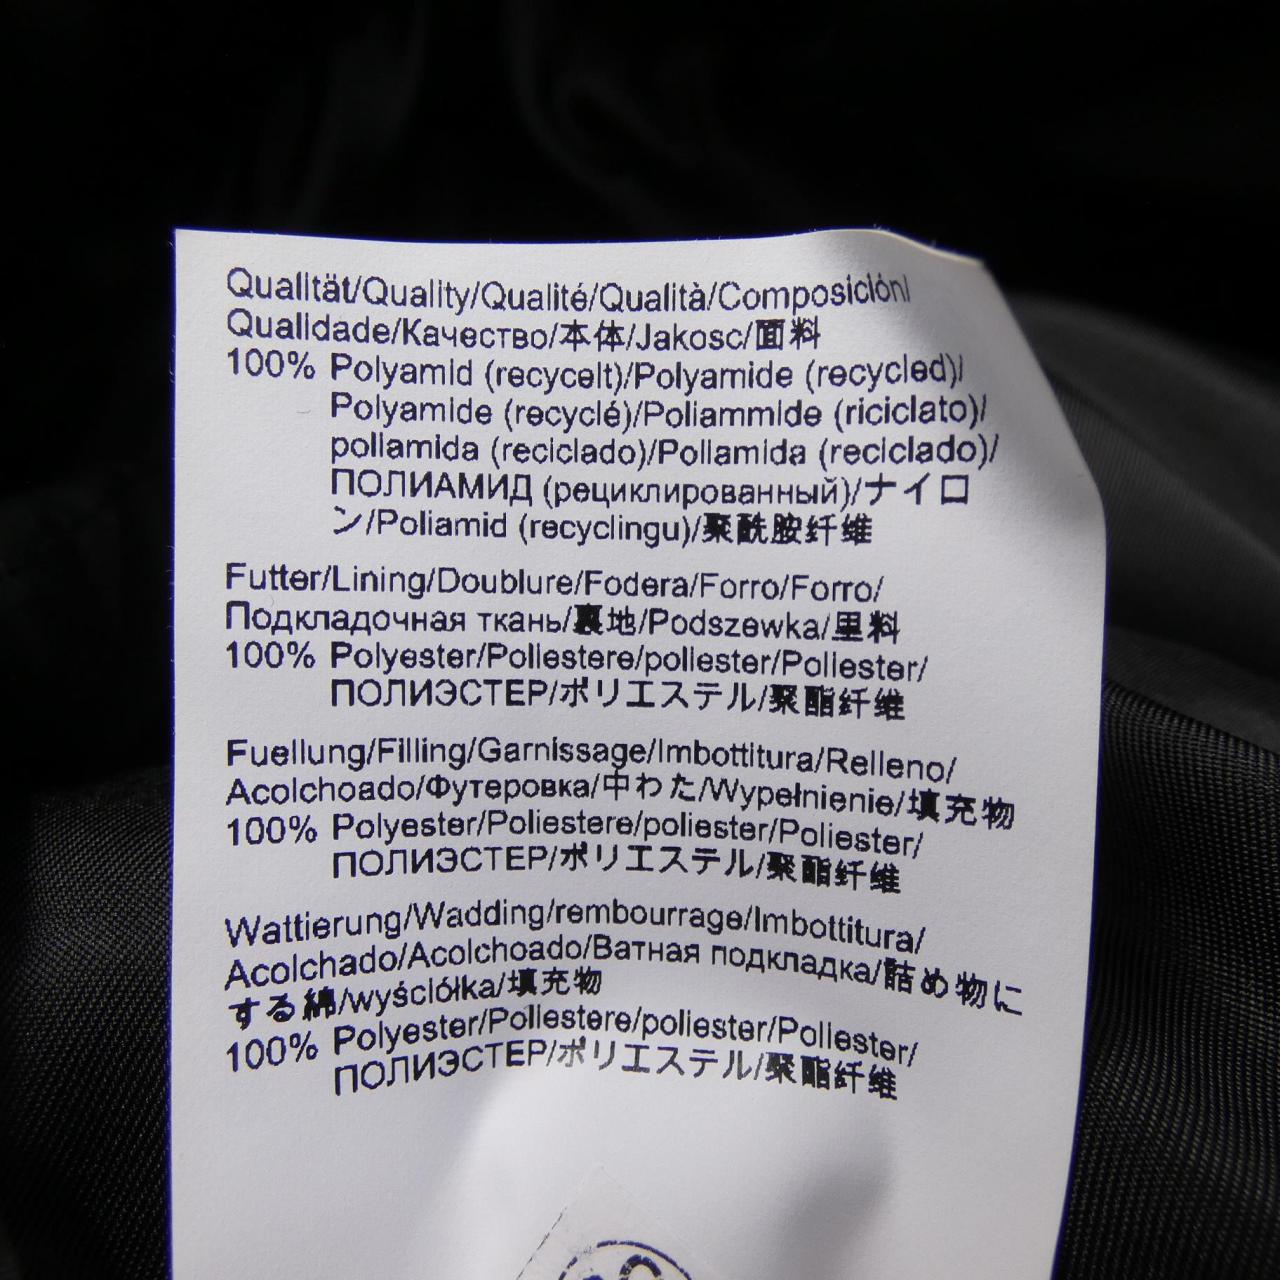 Qualität/Quality/Qualité/Qualità/Composición/
Qualidade/Качество/本体/Jakosc/面料
100% Polyamid (recycelt)/Polyamide (recycled)/
Polyamide (recyclé)/Poliammide (riciclato)/
poliamida (reciclado)/Poliamida (reciclado)/
ПОЛИАМИД (рециклированный)/ナイロ
ン/Poliamid (recyclingu)/聚酰胺纤维
Futter/Lining/Doublure/Fodera/Forro/Forro/
Подкладочная ткань/裏地/Podszewka/里料
100% Polyester/Poliestere/poliester/Poliester/
ПОЛИЭСТЕР/ポリエステル/聚酯纤维
Fuellung/Filling/Garnissage/Imbottitura/Relleno/
Acolchoado/Футеровка/中わた/Wypełnienie/填充物
100% Polyester/Poliestere/poliester/Poliester/
ПОЛИЭСТЕР/ポリエステル/聚酯纤维
Wattierung/Wadding/rembourrage/Imbottitura/
Acolchado/Acolchoado/Ватная подкладка/詰め物に
する綿/wyściółka/填充物
100% Polyester/Poliestere/poliester/Poliester/
ПОЛИЭСТЕР/ポリエステル/聚酯纤维